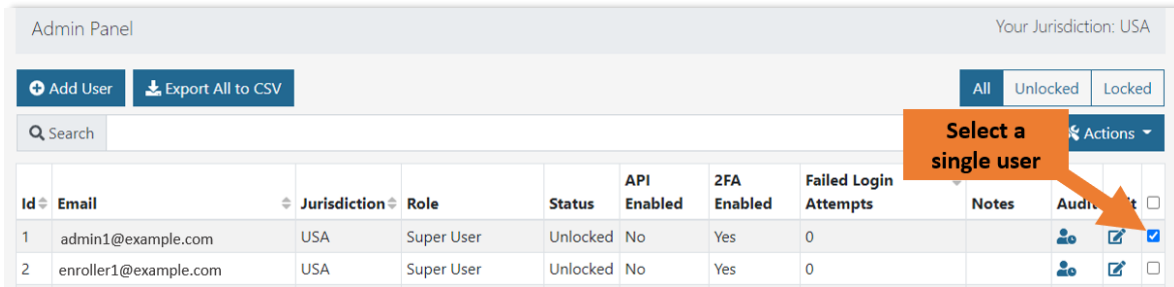 Admin Panel Your Jurisdiction: USA
Add User Export All to CSV All Unlocked Locked
Search Actions
Select a
single user
API 2FA Failed Login
Id Email Jurisdiction Role Status Enabled Enabled Attempts Notes Audit
1 admin1@example.com USA Super User Unlocked No Yes 0
2 enroller1@example.com USA Super User Unlocked No Yes 0